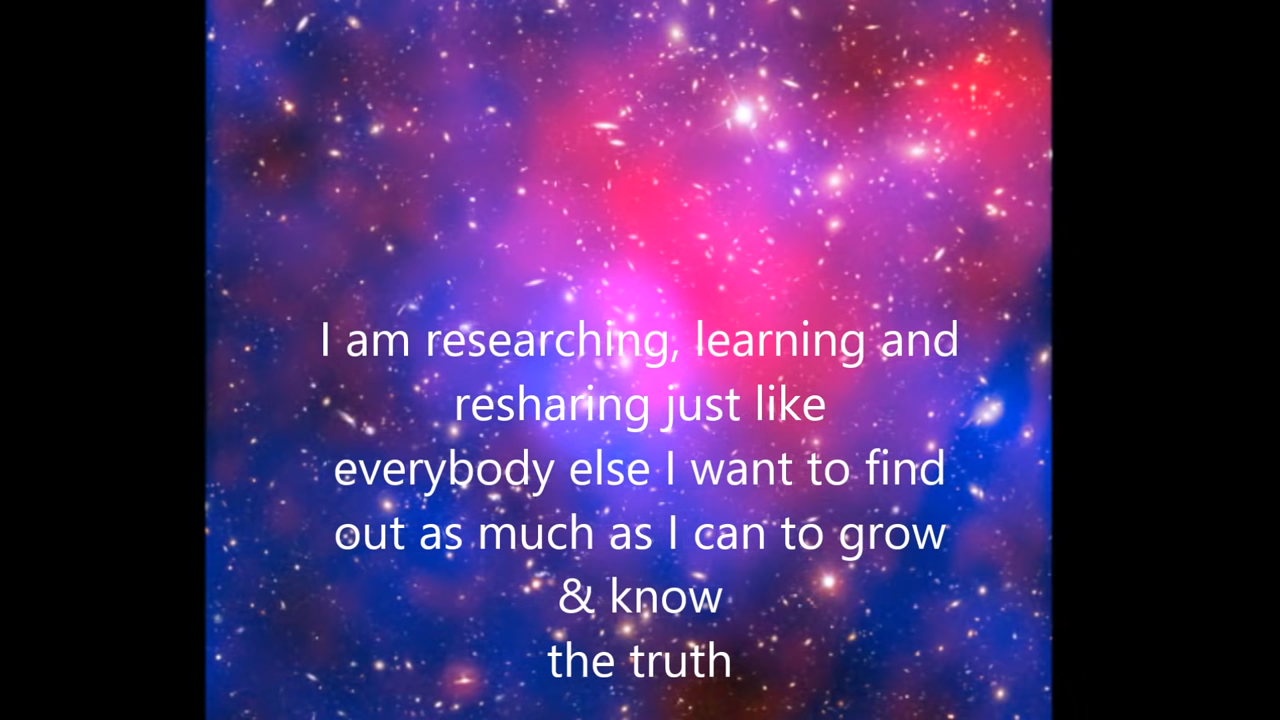 I am researching, learning and
resharing just like
everybody else I want to find
out as much as I can to grow
& know
the truth